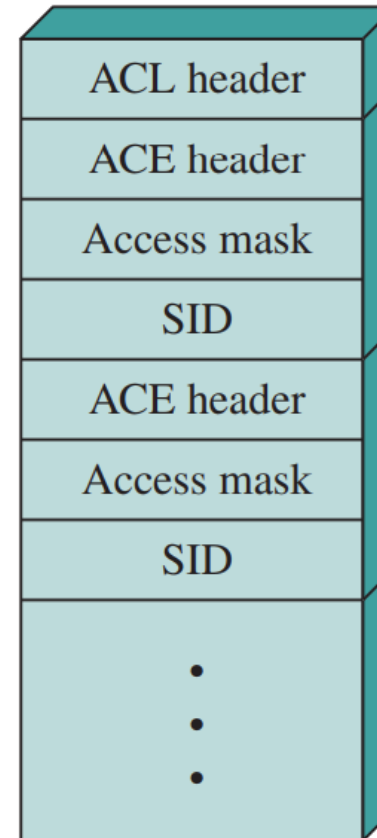 ACL header
ACE header
Access mask
SID
ACE header
Access mask
SID
•
•
•